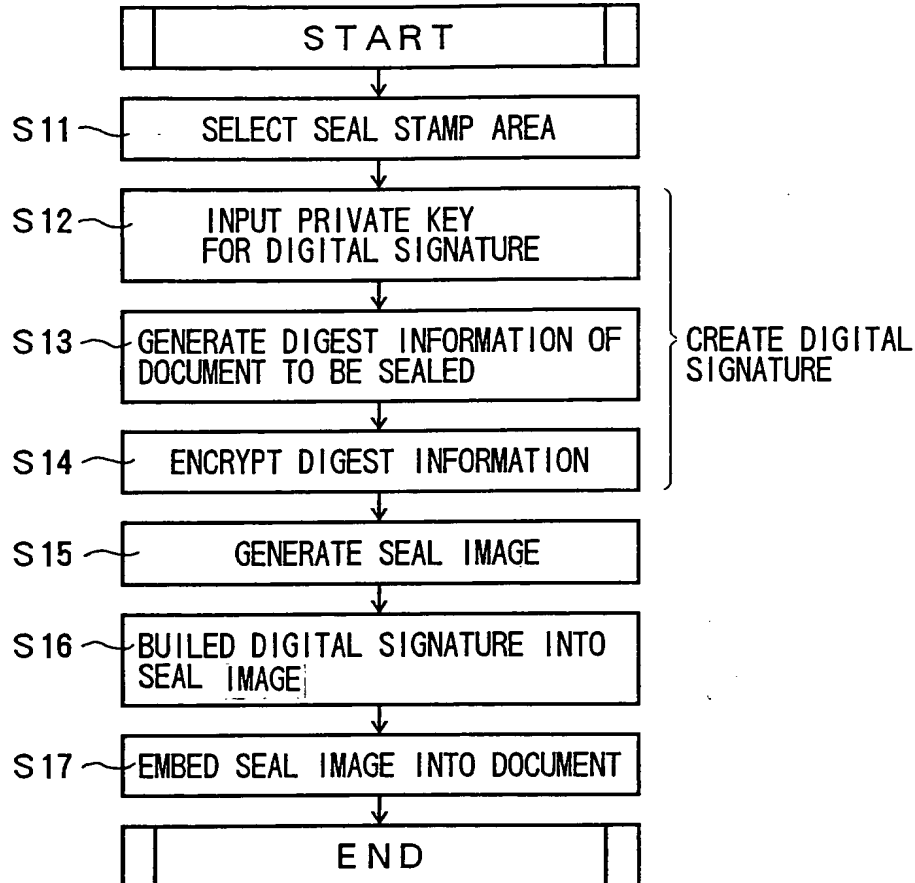 START
S11
SELECT SEAL STAMP AREA
S12
INPUT PRIVATE KEY
FOR DIGITAL SIGNATURE
S13
GENERATE DIGEST INFORMATION OF
DOCUMENT TO BE SEALED
CREATE DIGITAL
SIGNATURE
S14
ENCRYPT DIGEST INFORMATION
S15
GENERATE SEAL IMAGE
S16
BUILED DIGITAL SIGNATURE INTO
SEAL IMAGE
S17
EMBED SEAL IMAGE INTO DOCUMENT
END